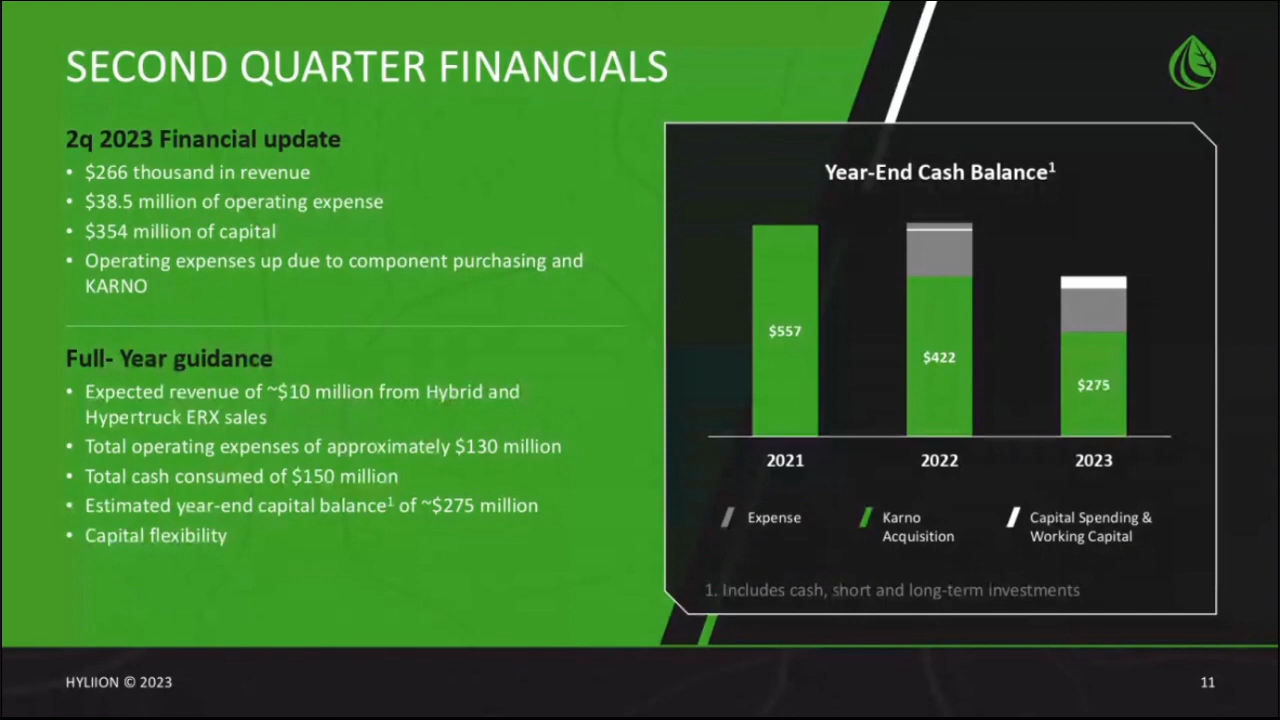 SECOND QUARTER FINANCIALS
2q 2023 Financial update
• $266 thousand in revenue
• $38.5 million of operating expense
• $354 million of capital
• Operating expenses up due to component purchasing and
KARNO
Full- Year guidance
• Expected revenue of ~$10 million from Hybrid and
Hypertruck ERX sales
• Total operating expenses of approximately $130 million
• Total cash consumed of $150 million
• Estimated year-end capital balance¹ of ~$275 million
• Capital flexibility
Year-End Cash Balance¹
$557
$422
$275
2021 2022 2023
Expense
Karno
Acquisition
Capital Spending &
Working Capital
1. Includes cash, short and long-term investments
HYLIION © 2023
11